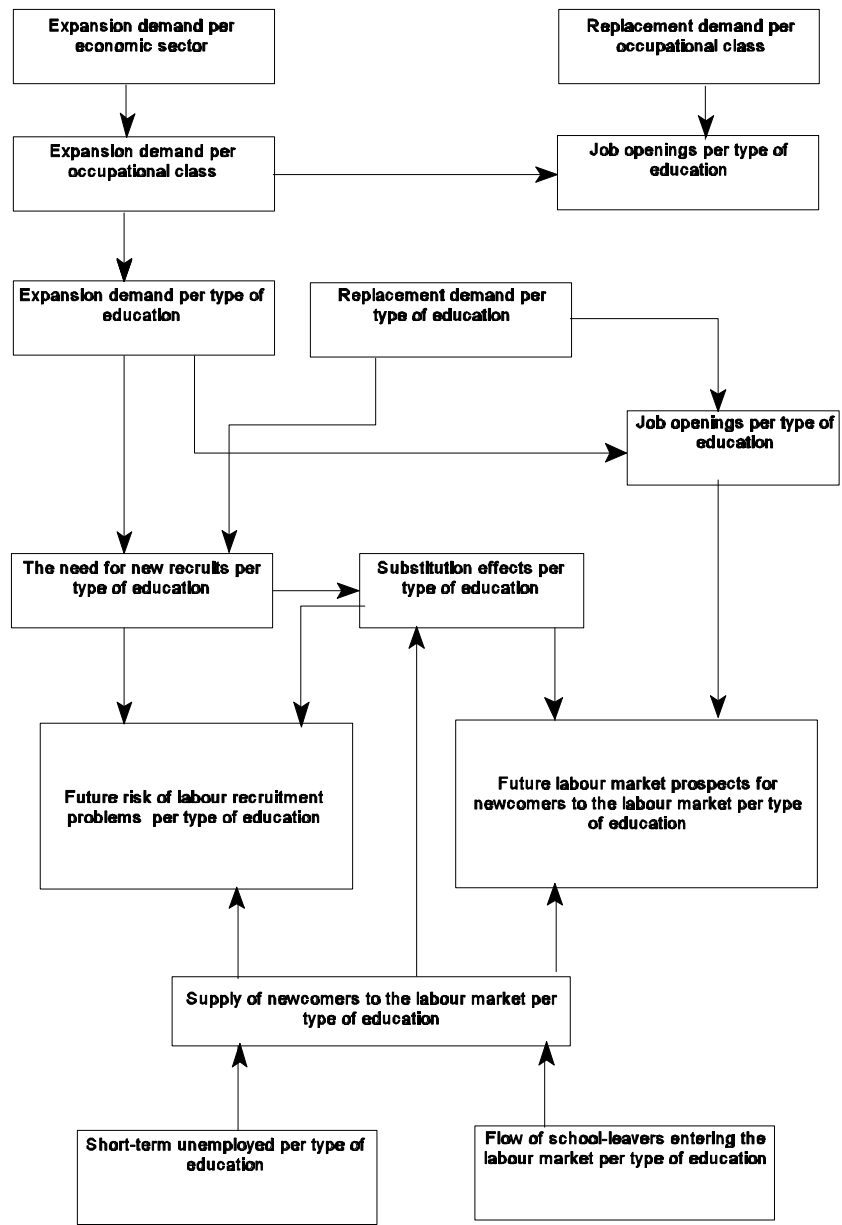 Expansion demand per
economic sector
Replacement demand per
occupational class
Expansion demand per
occupational class
Job openings per type of
education
Expansion demand per type of
education
Replacement demand per
type of education
Job openings per type of
education
The need for new recruits per
type of education
Substitution effects per
type of education
Future risk of labour recruitment
problems per type of education
Future labour market prospects for
newcomers to the labour market per type
of education
Supply of newcomers to the labour market per
type of education
Short-term unemployed per type of
education
Flow of school-leavers entering the
labour market per type of education